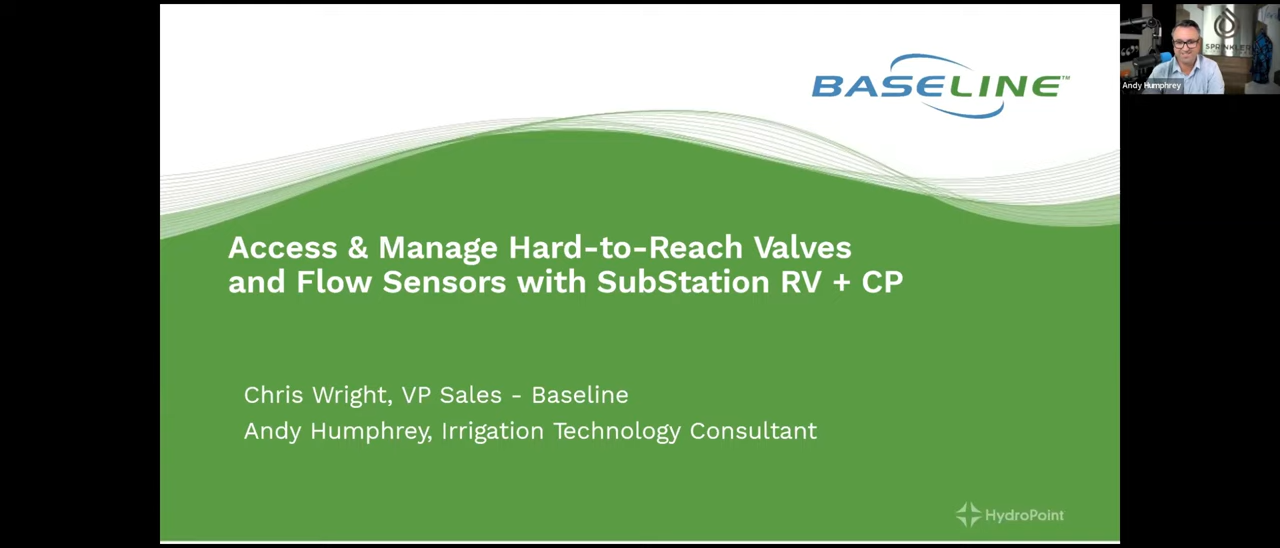 BASELINE™
SPRINKLER
Andy Humphrey
Access & Manage Hard-to-Reach Valves
and Flow Sensors with SubStation RV + CP
Chris Wright, VP Sales - Baseline
Andy Humphrey, Irrigation Technology Consultant
HydroPoint